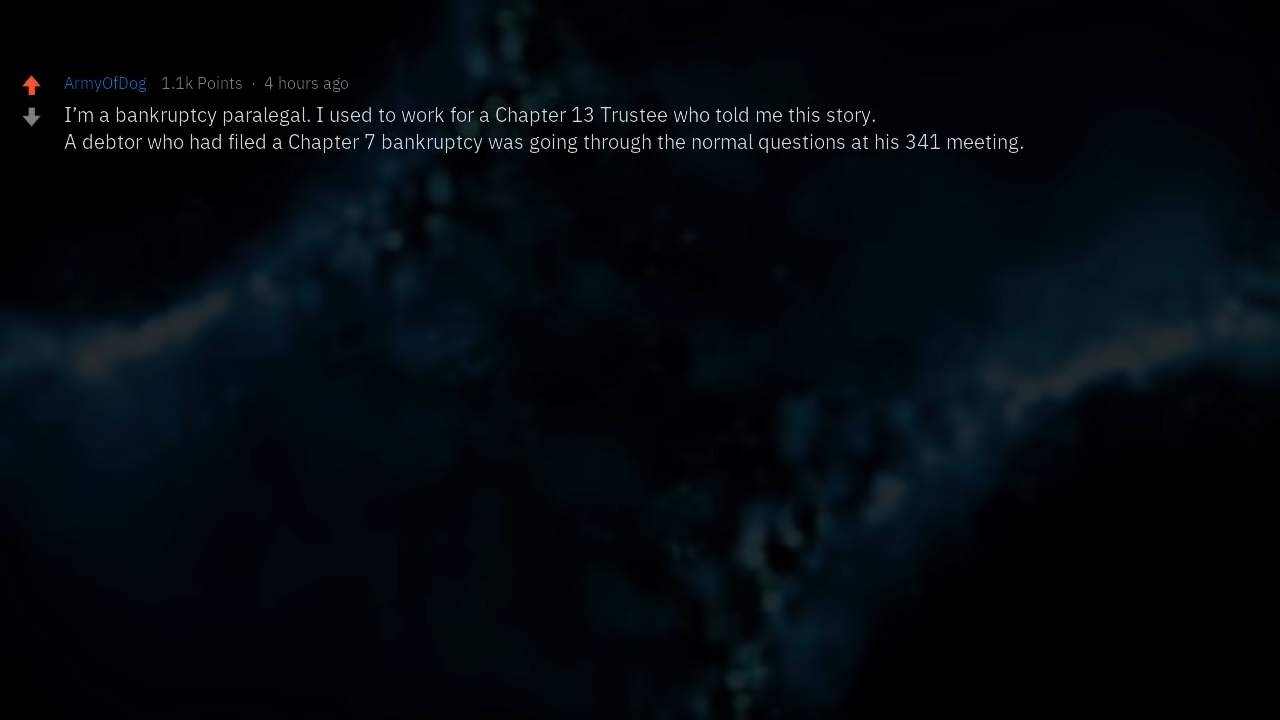 ArmyOfDog 1.1k Points · 4 hours ago
I’m a bankruptcy paralegal. I used to work for a Chapter 13 Trustee who told me this story.
A debtor who had filed a Chapter 7 bankruptcy was going through the normal questions at his 341 meeting.